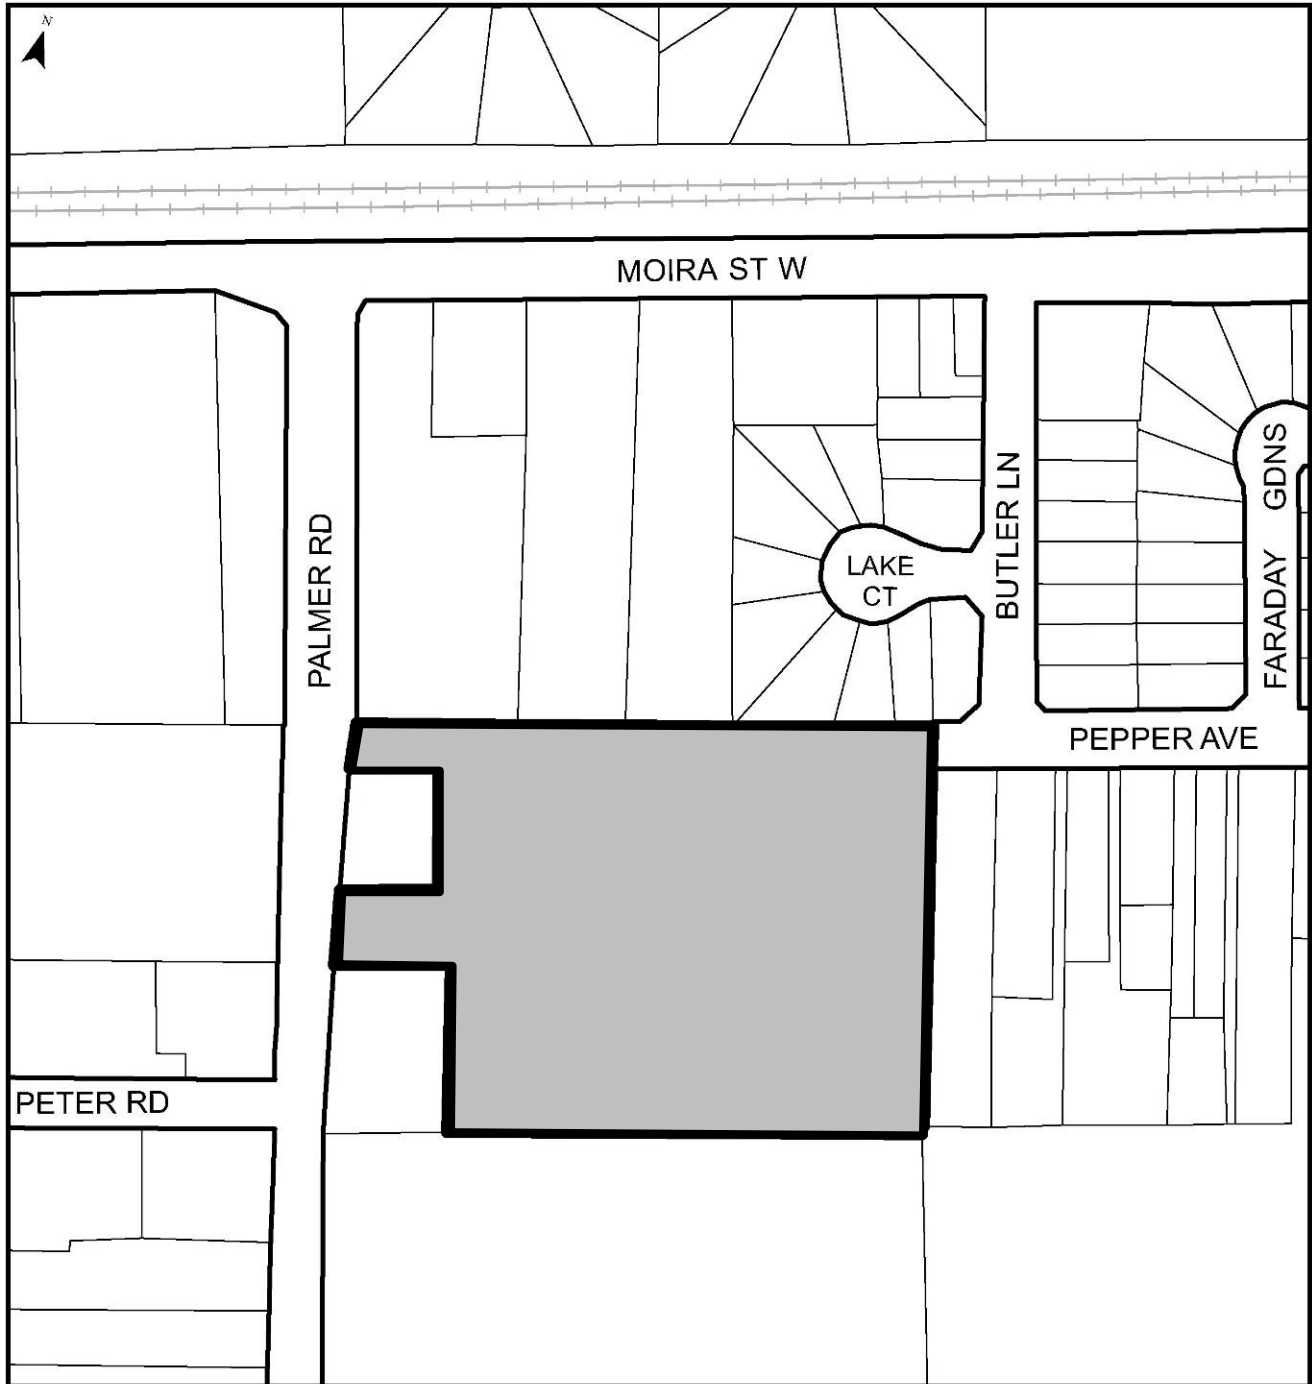 N
MOIRA ST W
PALMER RD
LAKE
CT
BUTLER LN
FARADAY GDNS
PEPPER AVE
PETER RD